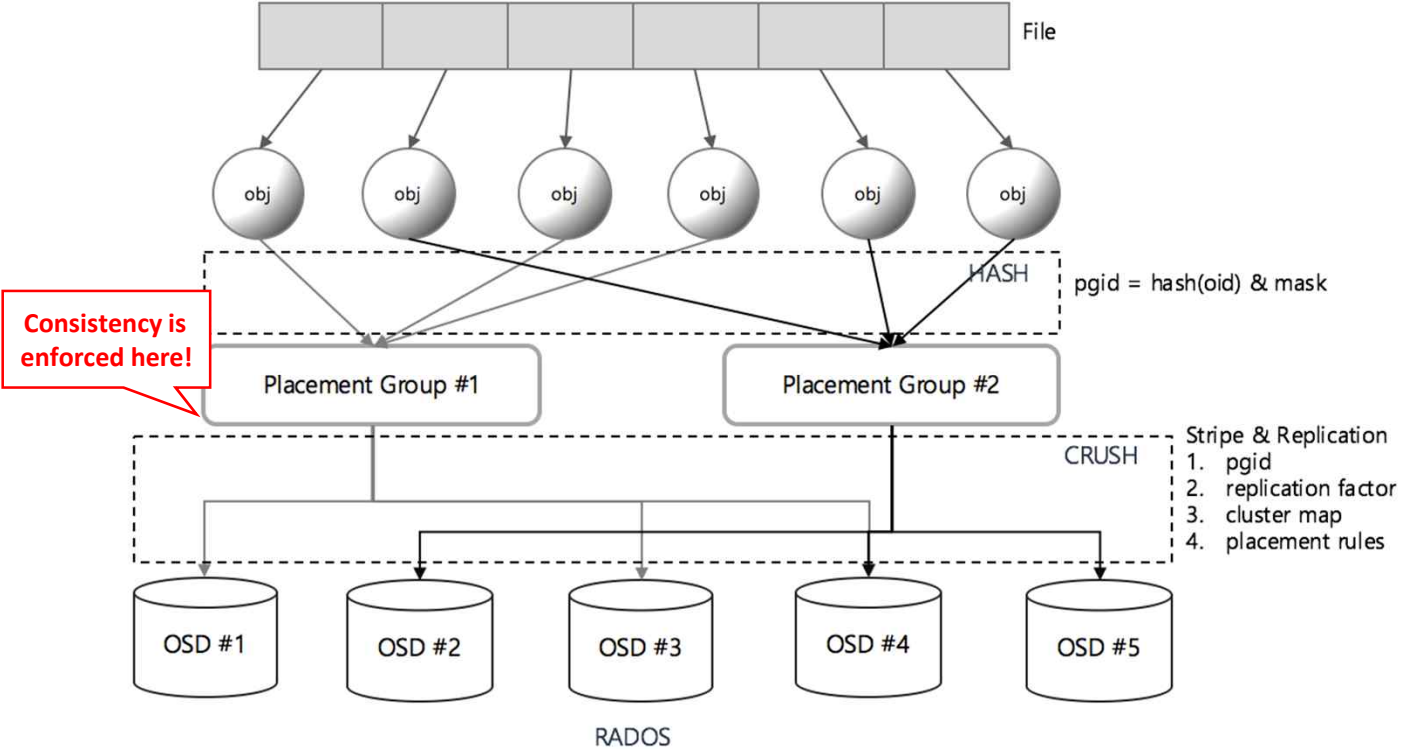 File
obj
obj
obj
obj
obj
obj
HASH
pgid = hash(oid) & mask
Consistency is
enforced here!
Placement Group #1
Placement Group #2
CRUSH
Stripe & Replication
1. pgid
2. replication factor
3. cluster map
4. placement rules
OSD #1
OSD #2
OSD #3
OSD #4
OSD #5
RADOS